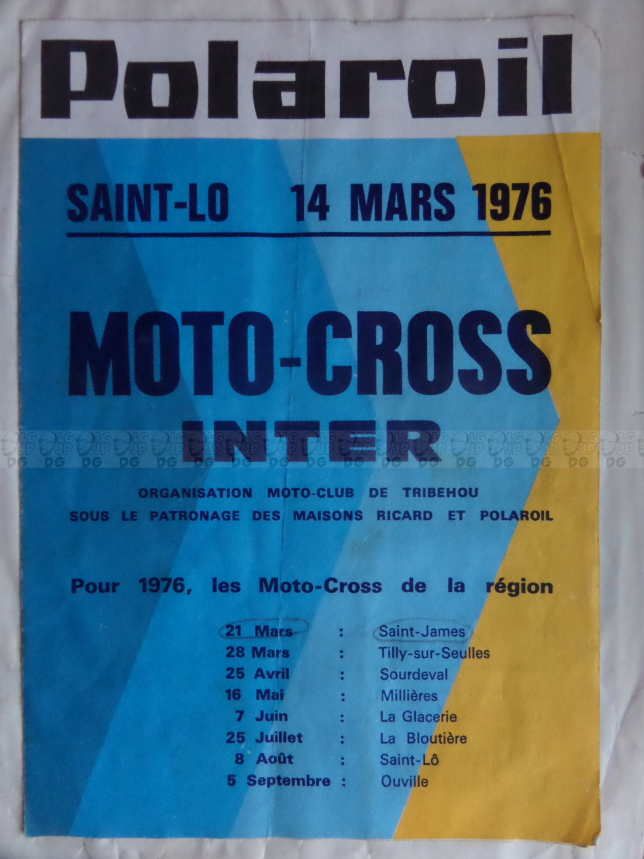 Polaroil
SAINT-LO 14 MARS 1976
MOTO-CROSS
INTER
ORGANISATION MOTO-CLUB DE TRIBEHOU
SOUS LE PATRONAGE DES MAISONS RICARD ET POLAROIL
Pour 1976, les Moto-Cross de la région
21 Mars : Saint-James
28 Mars : Tilly-sur-Seulles
25 Avril : Sourdeval
16 Mai : Millières
7 Juin : La Glacerie
25 Juillet : La Bloutière
8 Août : Saint-Lô
5 Septembre : Ouville